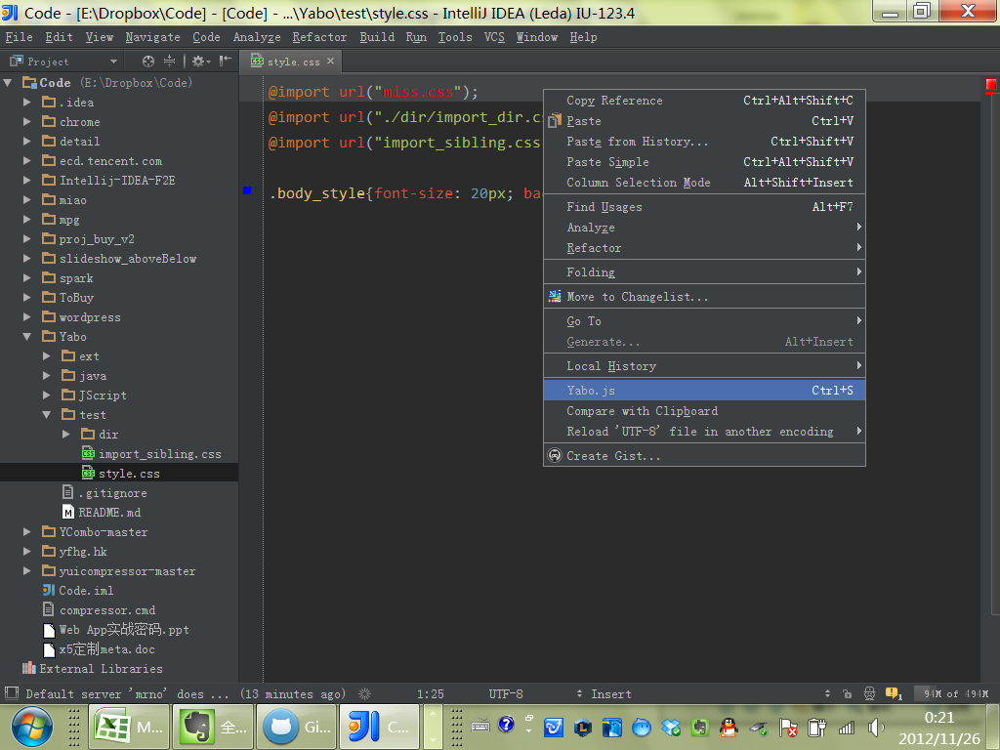 Code - [E:\Dropbox\Code] - [Code] - ...\Yabo\test\style.css - IntelliJ IDEA (Leda) IU-123.4
File Edit View Navigate Code Analyze Refactor Build Run Tools VCS Window Help
Project
style.css
Code (E:\Dropbox\Code)
.idea
chrome
detail
ecd.tencent.com
Intellij-IDEA-F2E
miao
mpg
proj_buy_v2
slideshow_aboveBelow
spark
ToBuy
wordpress
Yabo
ext
java
JScript
test
dir
import_sibling.css
style.css
.gitignore
README.md
YCombo-master
yfhg.hk
yuicompressor-master
Code.iml
compressor.cmd
Web App实战密码.ppt
x5定制meta.doc
External Libraries
@import url("miss.css");
@import url("./dir/import_dir.cs
@import url("import_sibling.css
.body_style{font-size: 20px; ba
Copy Reference Ctrl+Alt+Shift+C
Paste Ctrl+V
Paste from History... Ctrl+Shift+V
Paste Simple Ctrl+Alt+Shift+V
Column Selection Mode Alt+Shift+Insert
Find Usages Alt+F7
Analyze
Refactor
Folding
Move to Changelist...
Go To
Generate... Alt+Insert
Local History
Yabo.js Ctrl+S
Compare with Clipboard
Reload 'UTF-8' file in another encoding
Create Gist...
Default server 'mrno' does ... (13 minutes ago) 1:25 UTF-8 Insert 94M of 494M
M... 全... Gi... C...
0:21
2012/11/26